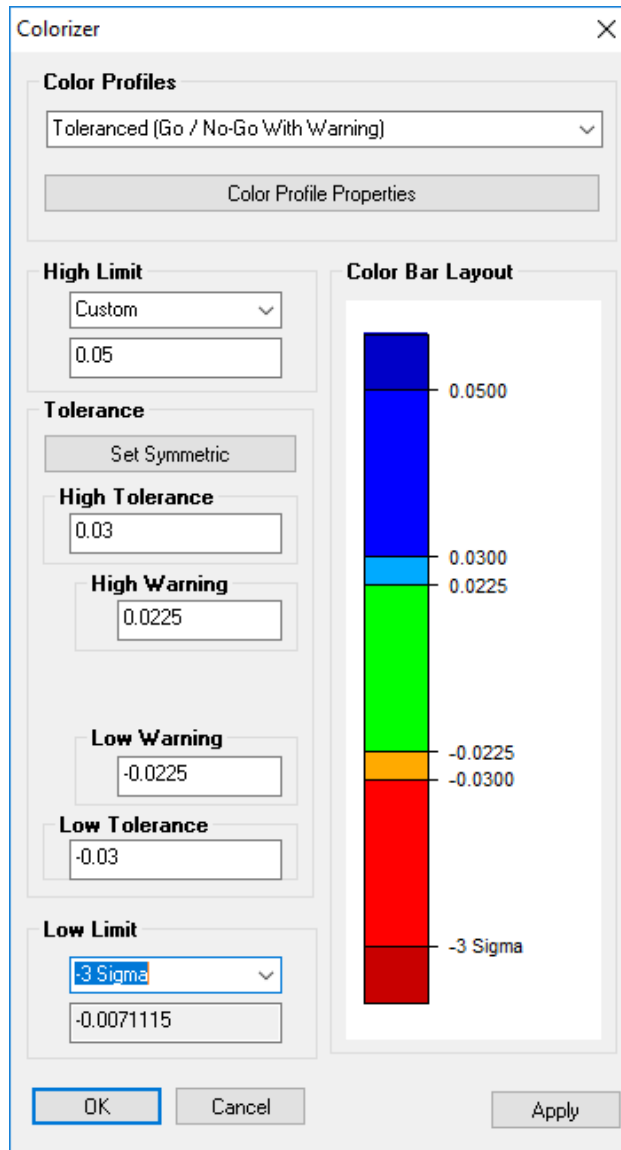 Colorizer
Color Profiles
Toleranced (Go / No-Go With Warning)
Color Profile Properties
High Limit
Custom
0.05
Tolerance
Set Symmetric
High Tolerance
0.03
High Warning
0.0225
Low Warning
-0.0225
Low Tolerance
-0.03
Low Limit
-3 Sigma
-0.0071115
Color Bar Layout
0.0500
0.0300
0.0225
-0.0225
-0.0300
-3 Sigma
OK
Cancel
Apply